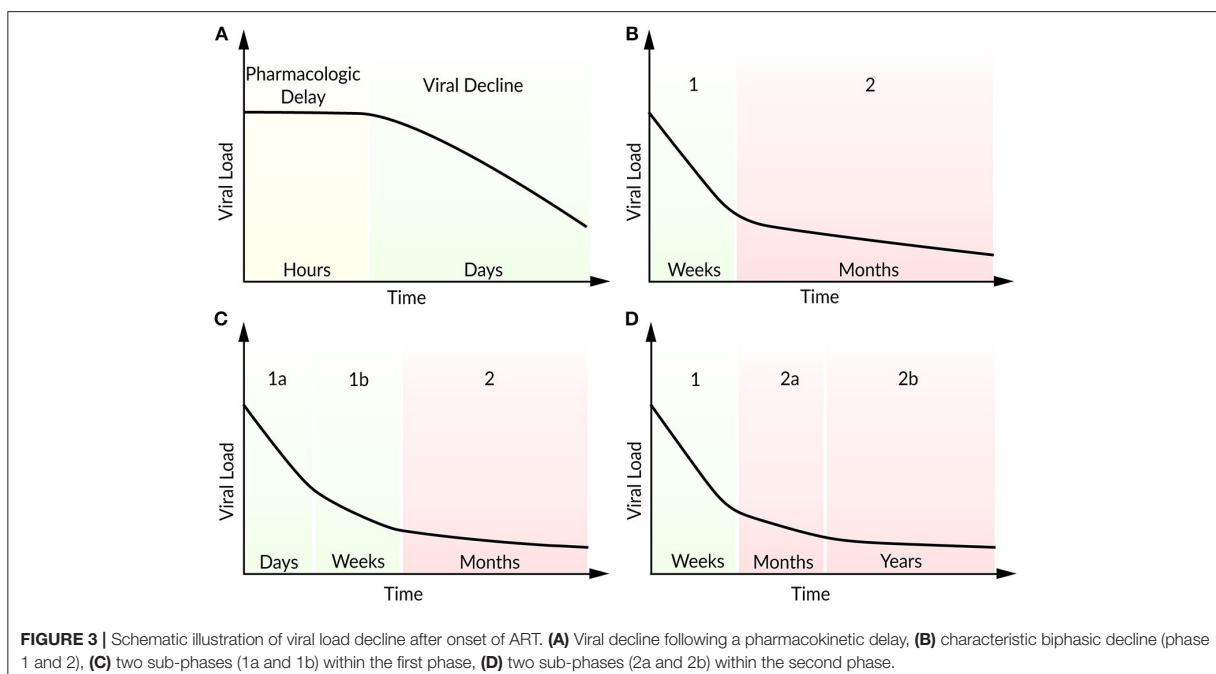 A
Pharmacologic
Delay
Viral Decline
Viral Load
Hours
Days
Time
B
1
2
Viral Load
Weeks
Months
Time
C
1a
1b
2
Viral Load
Days
Weeks
Months
Time
D
1
2a
2b
Viral Load
Weeks
Months
Years
Time
FIGURE 3 | Schematic illustration of viral load decline after onset of ART. (A) Viral decline following a pharmacokinetic delay, (B) characteristic biphasic decline (phase
1 and 2), (C) two sub-phases (1a and 1b) within the first phase, (D) two sub-phases (2a and 2b) within the second phase.